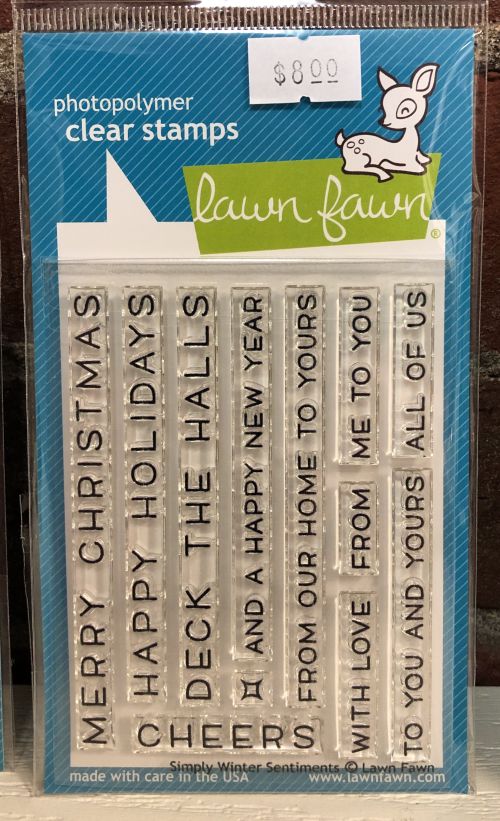 $8.00
photopolymer
clear stamps
lawn fawn
®
MERRY CHRISTMAS
HAPPY HOLIDAYS
DECK THE HALLS
AND A HAPPY NEW YEAR
FROM OUR HOME TO YOURS
ME TO YOU
FROM
WITH LOVE
ALL OF US
TO YOU AND YOURS
CHEERS
Simply Winter Sentiments © Lawn Fawn
made with care in the USA
www.lawnfawn.com